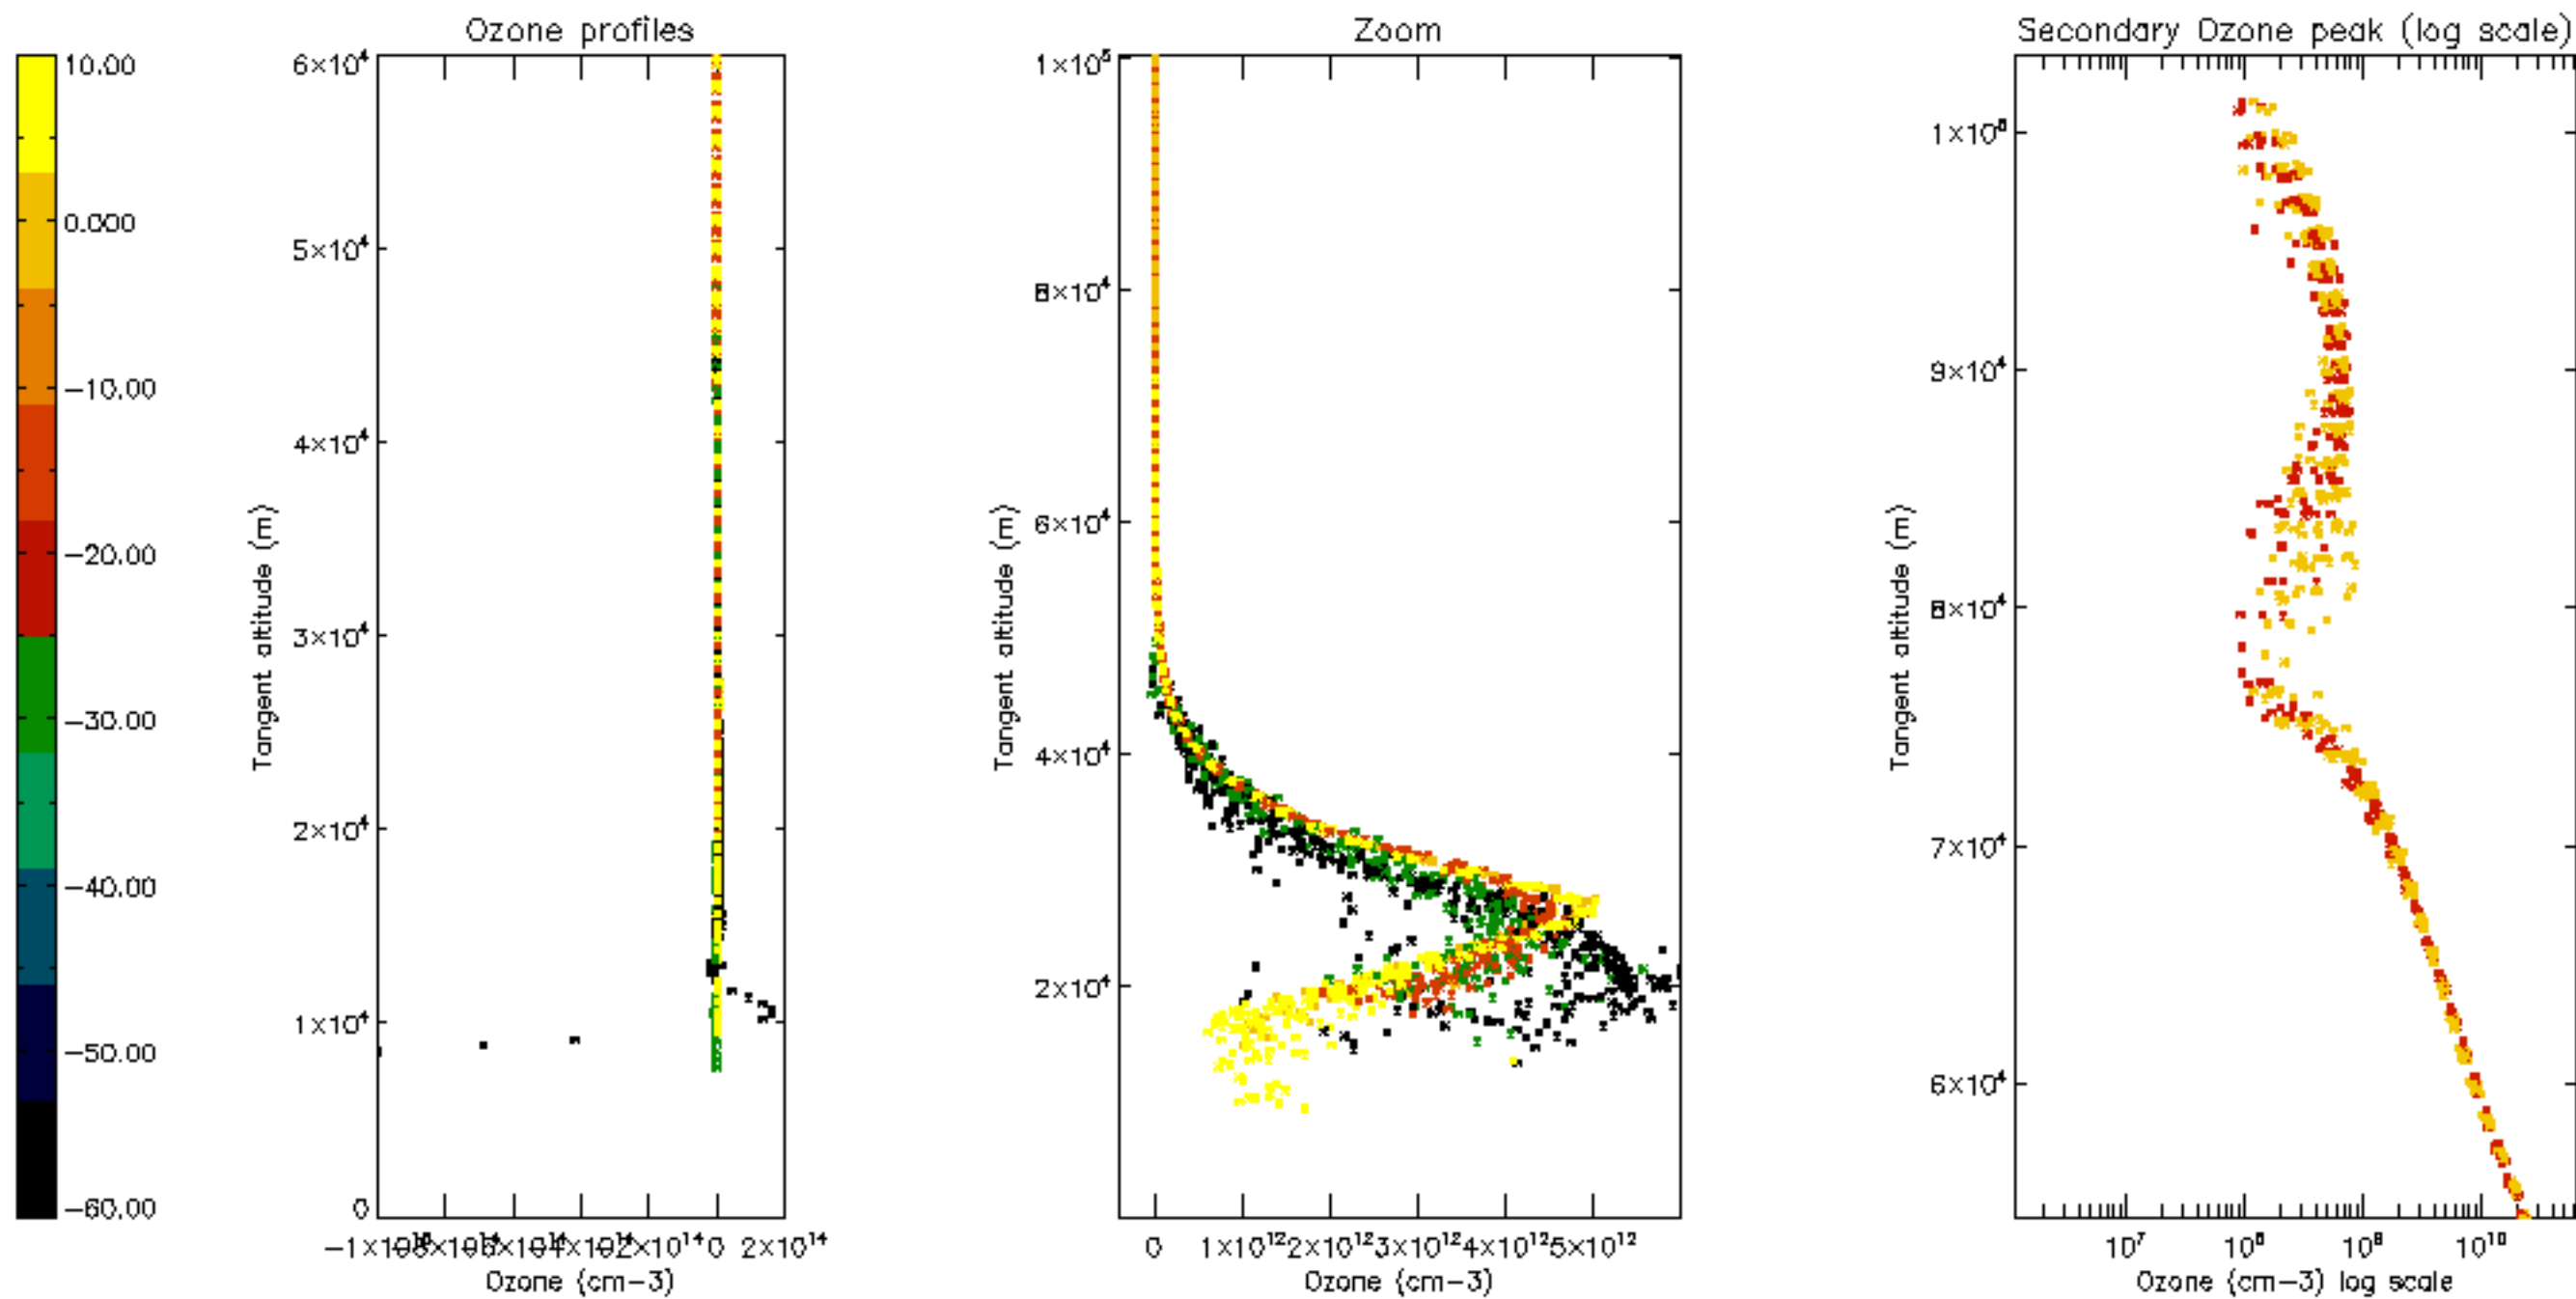 Ozone profiles
Zoom
Secondary Ozone peak (log scale)
10.00
0.000
−10.00
−20.00
−30.00
−40.00
−50.00
−60.00
6×10⁴
5×10⁴
4×10⁴
3×10⁴
2×10⁴
1×10⁴
0
Tangent altitude (m)
2×10¹⁴
0
Ozone (cm−3)
1×10⁵
8×10⁴
6×10⁴
4×10⁴
2×10⁴
Tangent altitude (m)
0 1×10¹² 2×10¹² 3×10¹² 4×10¹² 5×10¹²
Ozone (cm−3)
9×10⁴
8×10⁴
7×10⁴
6×10⁴
Tangent altitude (m)
10⁷ 10⁸ 10⁹ 10¹⁰
Ozone (cm−3) log scale